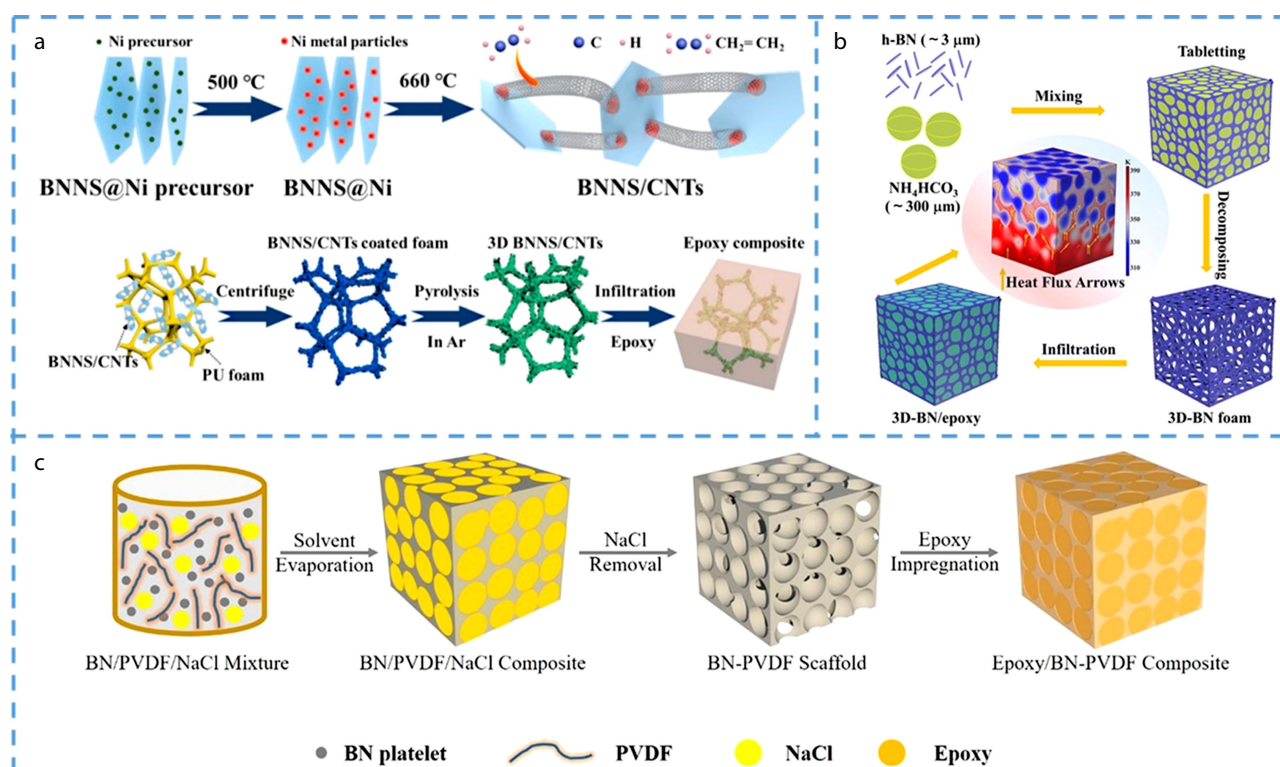 a
Ni precursor
Ni metal particles
C
H
CH2=CH2
500 °C
660 °C
BNNS@Ni precursor
BNNS@Ni
BNNS/CNTs
BNNS/CNTs coated foam
3D BNNS/CNTs
Epoxy composite
Centrifuge
Pyrolysis
In Ar
Infiltration
Epoxy
BNNS/CNTs
PU foam
b
h-BN (~ 3 μm)
Tabletting
Mixing
NH4HCO3
(~ 300 μm)
K
390
370
350
330
310
Heat Flux Arrows
Decomposing
Infiltration
3D-BN/epoxy
3D-BN foam
c
Solvent
Evaporation
NaCl
Removal
Epoxy
Impregnation
BN/PVDF/NaCl Mixture
BN/PVDF/NaCl Composite
BN-PVDF Scaffold
Epoxy/BN-PVDF Composite
BN platelet
PVDF
NaCl
Epoxy